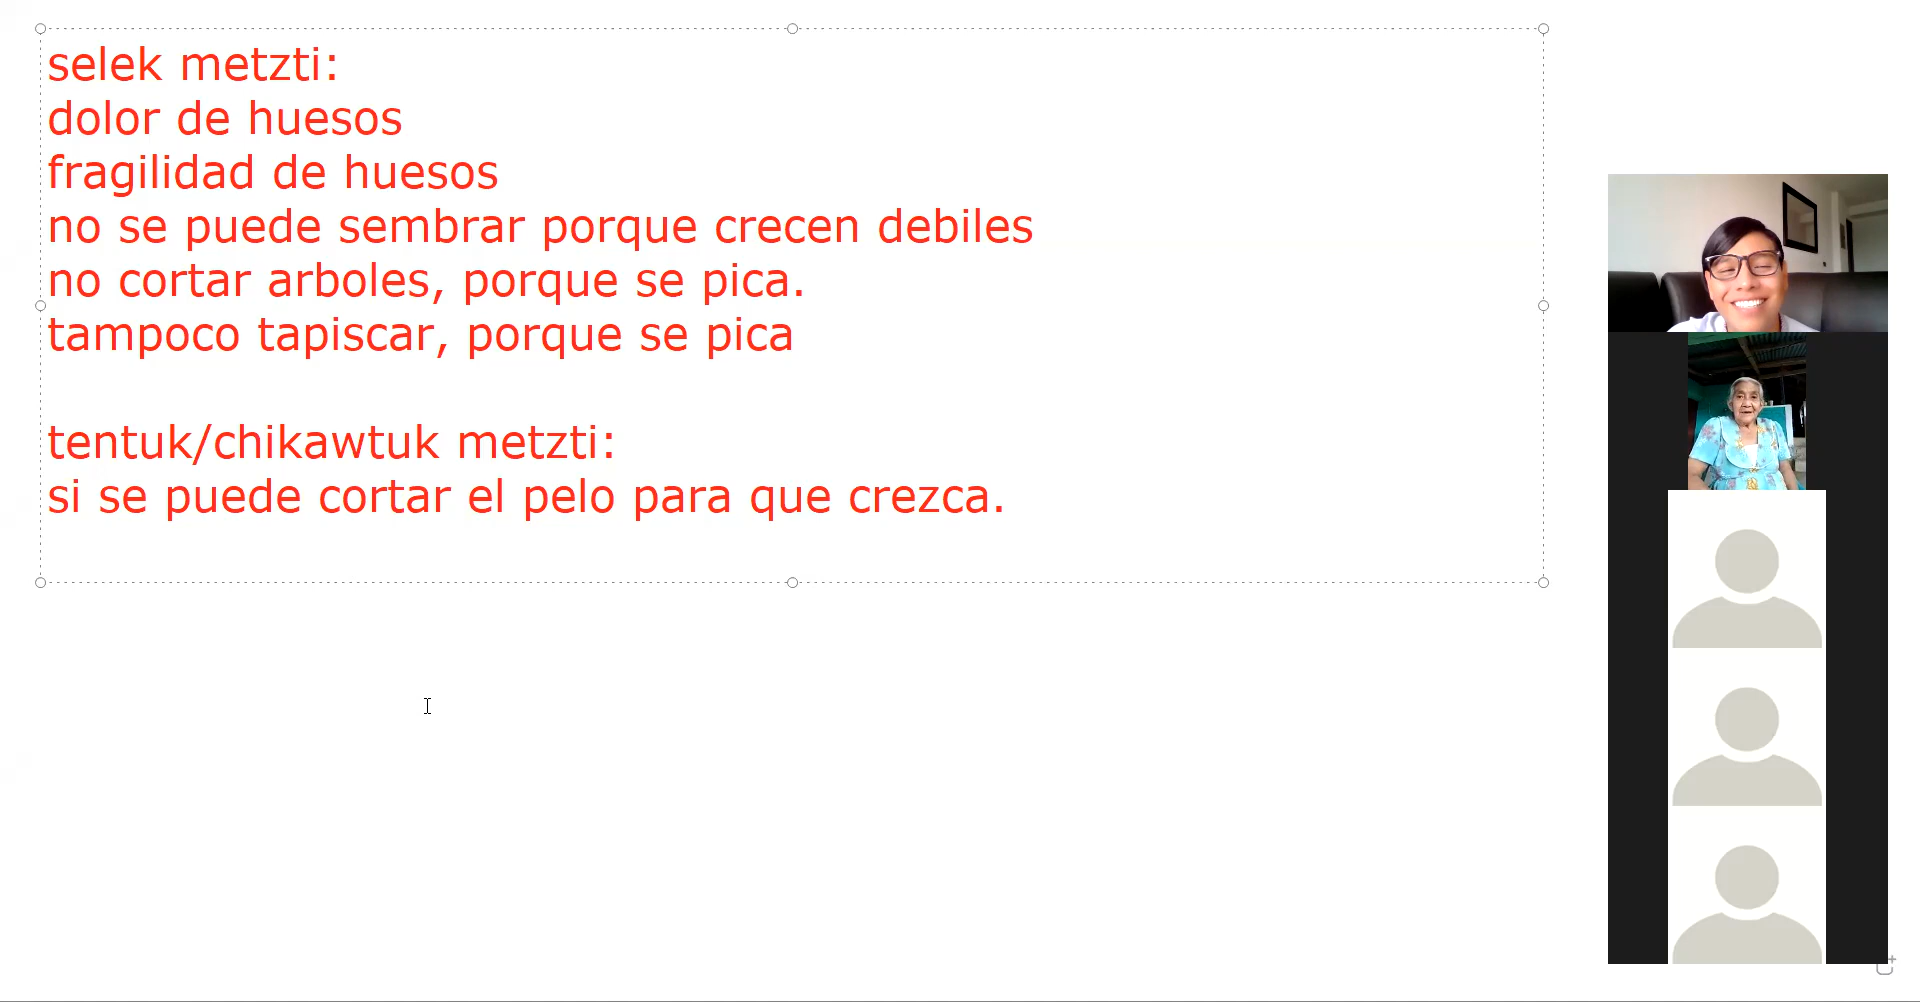 selek metzti:
dolor de huesos
fragilidad de huesos
no se puede sembrar porque crecen debiles
no cortar arboles, porque se pica.
tampoco tapiscar, porque se pica
tentuk/chikawtuk metzti:
si se puede cortar el pelo para que crezca.